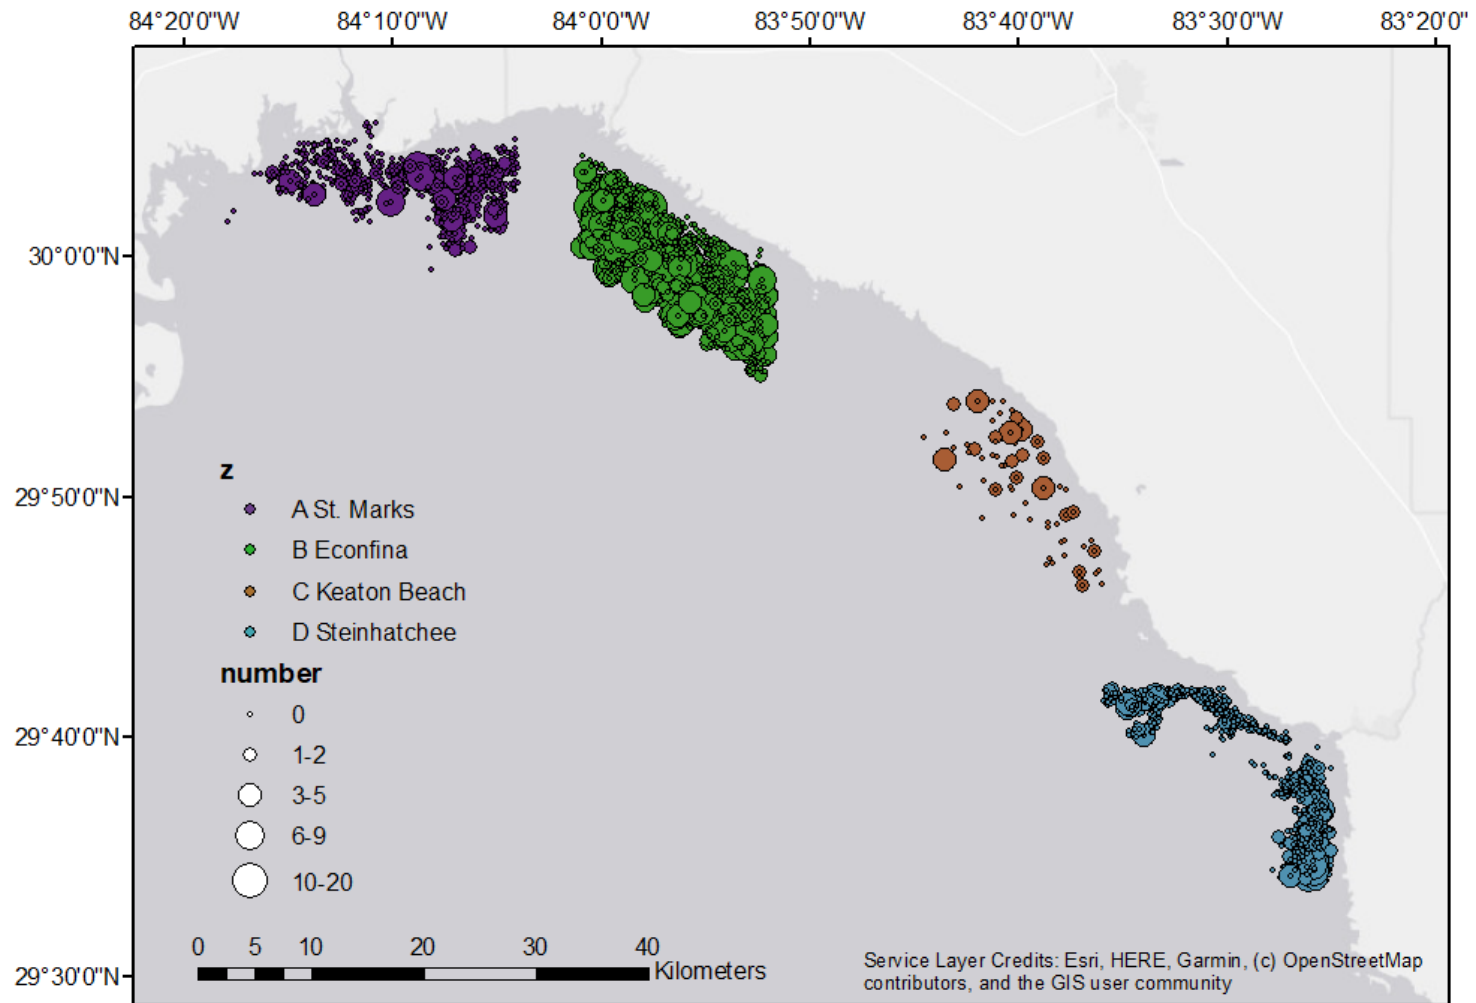 84°20'0"W 84°10'0"W 84°0'0"W 83°50'0"W 83°40'0"W 83°30'0"W 83°20'0"
30°0'0"N
29°50'0"N
29°40'0"N
29°30'0"N
z
A St. Marks
B Econfina
C Keaton Beach
D Steinhatchee
number
0
1-2
3-5
6-9
10-20
0 5 10 20 30 40
Kilometers
Service Layer Credits: Esri, HERE, Garmin, (c) OpenStreetMap
contributors, and the GIS user community